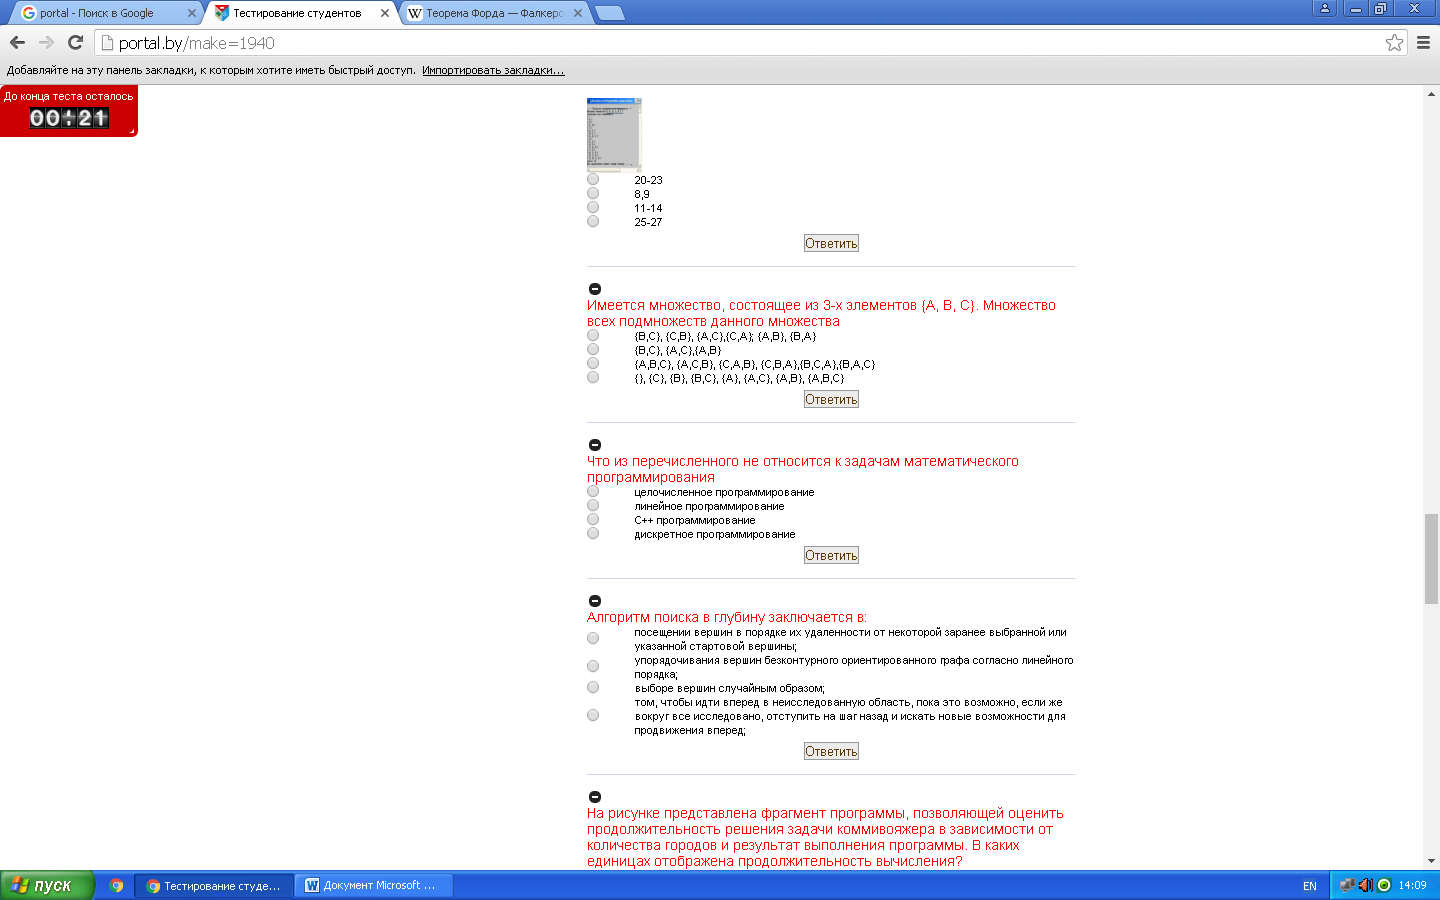 portal - Поиск в Google
Тестирование студентов
Теорема Форда — Фалкерс
portal.by/make=1940
Добавляйте на эту панель закладки, к которым хотите иметь быстрый доступ. Импортировать закладки...
До конца теста осталось
00:21
20-23
8,9
11-14
25-27
Ответить
Имеется множество, состоящее из 3-х элементов {A, B, C}. Множество
всех подмножеств данного множества
{B,C}, {C,B}, {A,C},{C,A}; {A,B}, {B,A}
{B,C}, {A,C},{A,B}
{A,B,C}, {A,C,B}, {C,A,B}, {C,B,A},{B,C,A},{B,A,C}
{}, {C}, {B}, {B,C}, {A}, {A,C}, {A,B}, {A,B,C}
Ответить
Что из перечисленного не относится к задачам математического
программирования
целочисленное программирование
линейное программирование
C++ программирование
дискретное программирование
Ответить
Алгоритм поиска в глубину заключается в:
посещении вершин в порядке их удаленности от некоторой заранее выбранной или
указанной стартовой вершины;
упорядочивания вершин безконтурного ориентированного графа согласно линейного
порядка;
выборе вершин случайным образом;
том, чтобы идти вперед в неисследованную область, пока это возможно, если же
вокруг все исследовано, отступить на шаг назад и искать новые возможности для
продвижения вперед;
Ответить
На рисунке представлена фрагмент программы, позволяющей оценить
продолжительность решения задачи коммивояжера в зависимости от
количества городов и результат выполнения программы. В каких
единицах отображена продолжительность вычисления?
пуск
Тестирование студе...
Документ Microsoft ...
EN
14:09